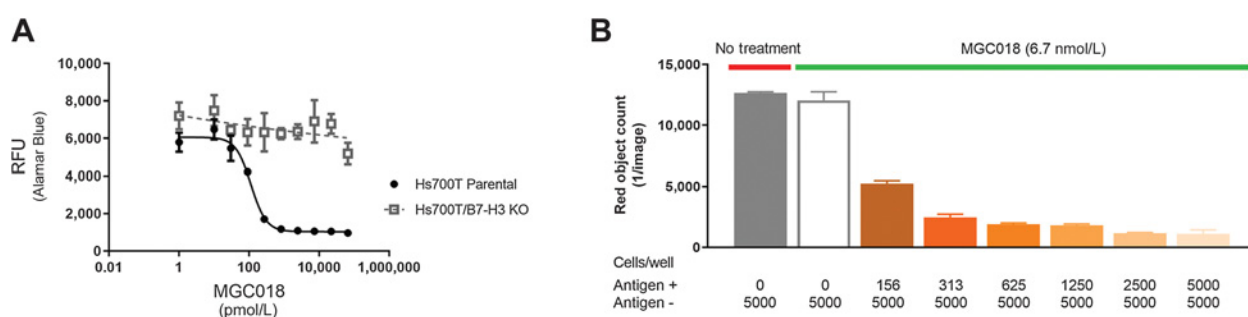 A
10,000
8,000
6,000
4,000
2,000
0
RFU
(Alamar Blue)
0.01 1 100 10,000 1,000,000
MGC018
(pmol/L)
Hs700T Parental
Hs700T/B7-H3 KO
B
No treatment MGC018 (6.7 nmol/L)
15,000
10,000
5,000
0
Red object count
(1/image)
Cells/well
Antigen + 0 0 156 313 625 1250 2500 5000
Antigen - 5000 5000 5000 5000 5000 5000 5000 5000